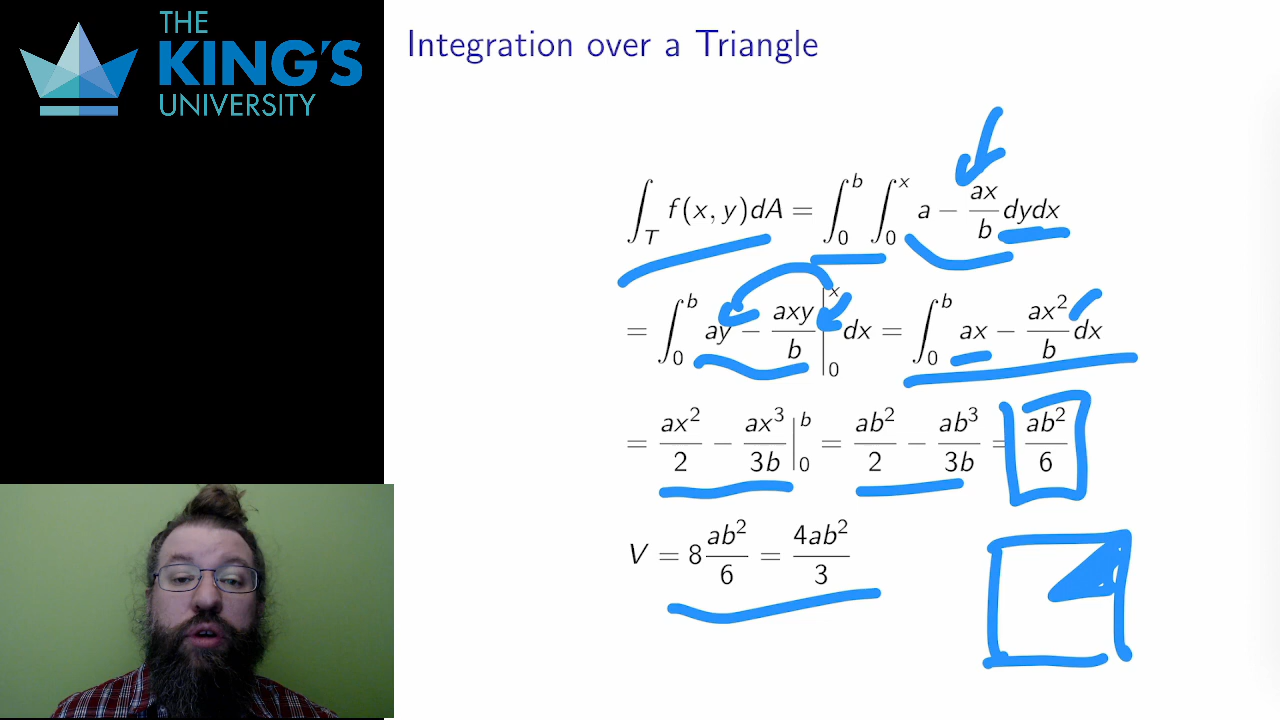 THE
KING'S
UNIVERSITY
Integration over a Triangle
∫_T f(x, y)dA = ∫_0^b ∫_0^x a − ax/b dydx
= ∫_0^b ay − axy/b |_0^x dx = ∫_0^b ax − ax²/b dx
= ax²/2 − ax³/3b |_0^b = ab²/2 − ab³/3b = ab²/6
V = 8 ab²/6 = 4ab²/3